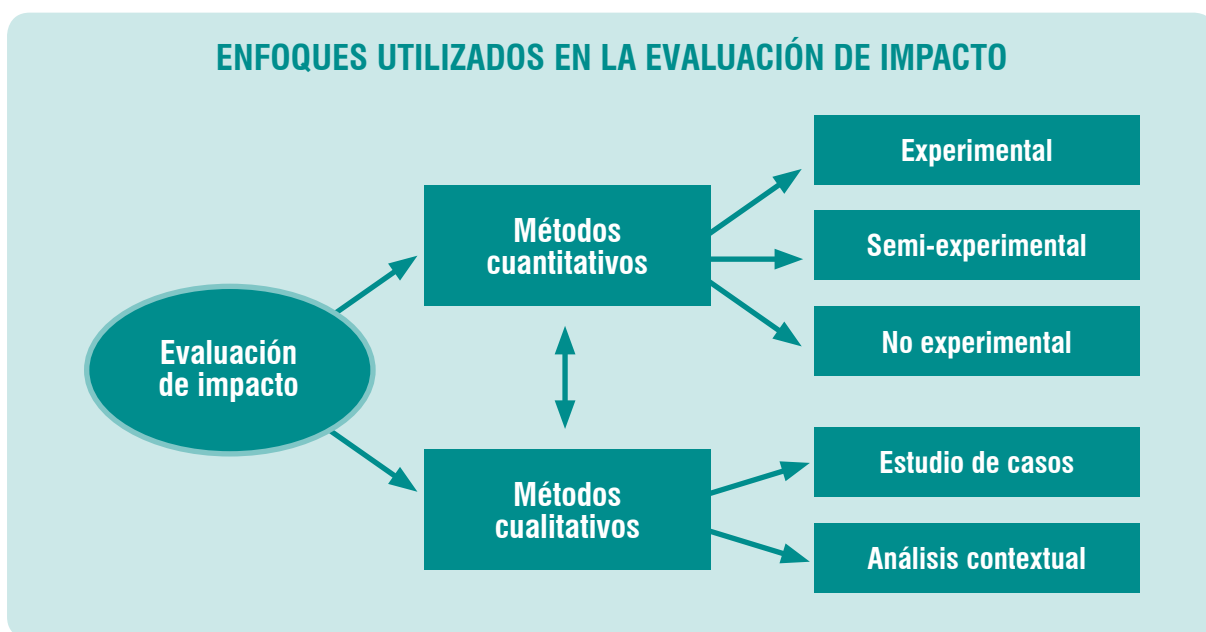 ENFOQUES UTILIZADOS EN LA EVALUACIÓN DE IMPACTO
Evaluación
de impacto
Métodos
cuantitativos
Experimental
Semi-experimental
No experimental
Métodos
cualitativos
Estudio de casos
Análisis contextual